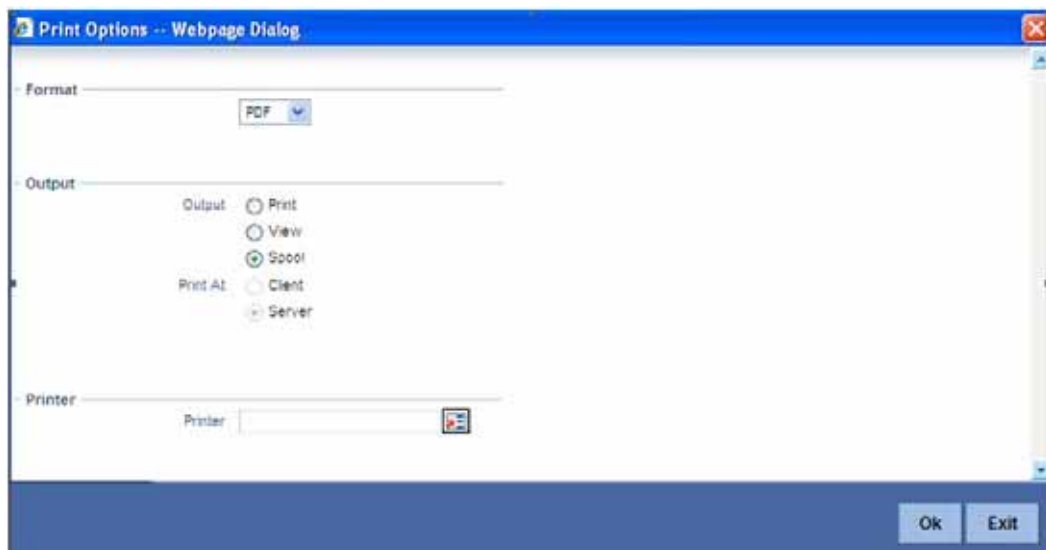 Print Options -- Webpage Dialog
Format
PDF
Output
Output Print
View
Spool
Print At Client
Server
Printer
Printer
Ok Exit